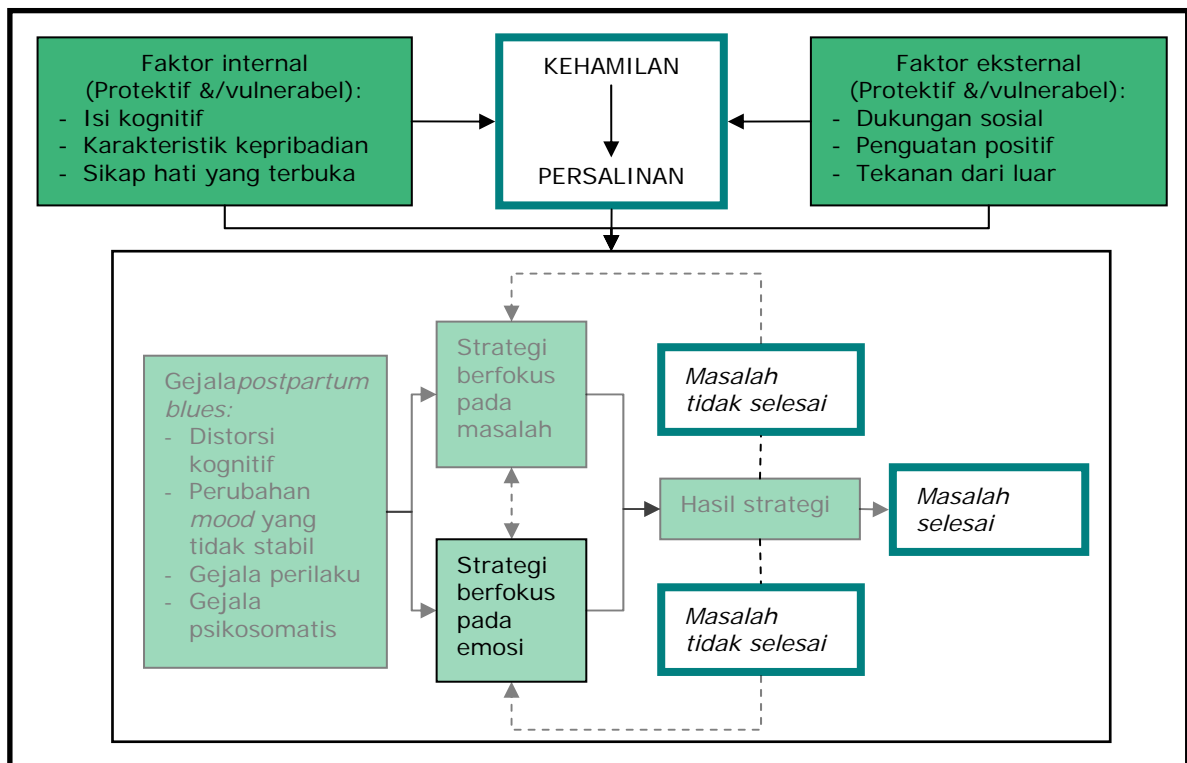 Faktor internal
(Protektif &/vulnerabel):
- Isi kognitif
- Karakteristik kepribadian
- Sikap hati yang terbuka
KEHAMILAN
PERSALINAN
Faktor eksternal
(Protektif &/vulnerabel):
- Dukungan sosial
- Penguatan positif
- Tekanan dari luar
Gejala postpartum
blues:
- Distorsi
kognitif
- Perubahan
mood yang
tidak stabil
- Gejala perilaku
- Gejala
psikosomatis
Strategi
berfokus
pada
masalah
Strategi
berfokus
pada
emosi
Masalah
tidak selesai
Hasil strategi
Masalah
selesai
Masalah
tidak selesai